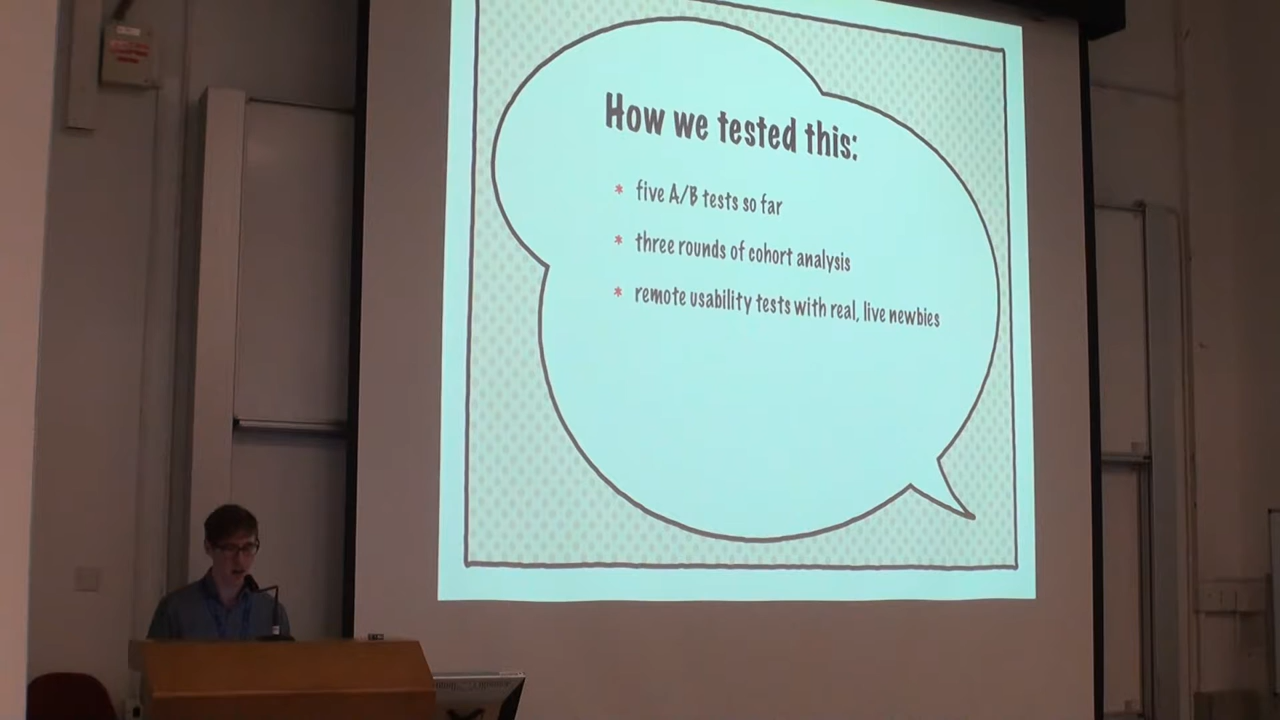 How we tested this:
* five A/B tests so far
* three rounds of cohort analysis
* remote usability tests with real, live newbies